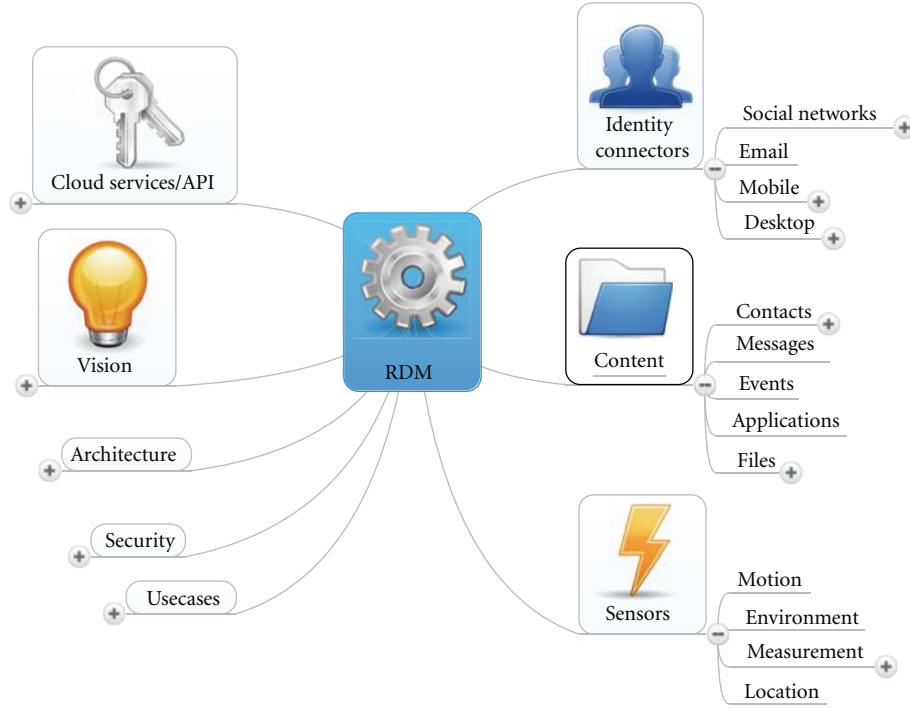 Cloud services/API
Vision
Architecture
Security
Usecases
RDM
Identity
connectors
Social networks
Email
Mobile
Desktop
Content
Contacts
Messages
Events
Applications
Files
Sensors
Motion
Environment
Measurement
Location